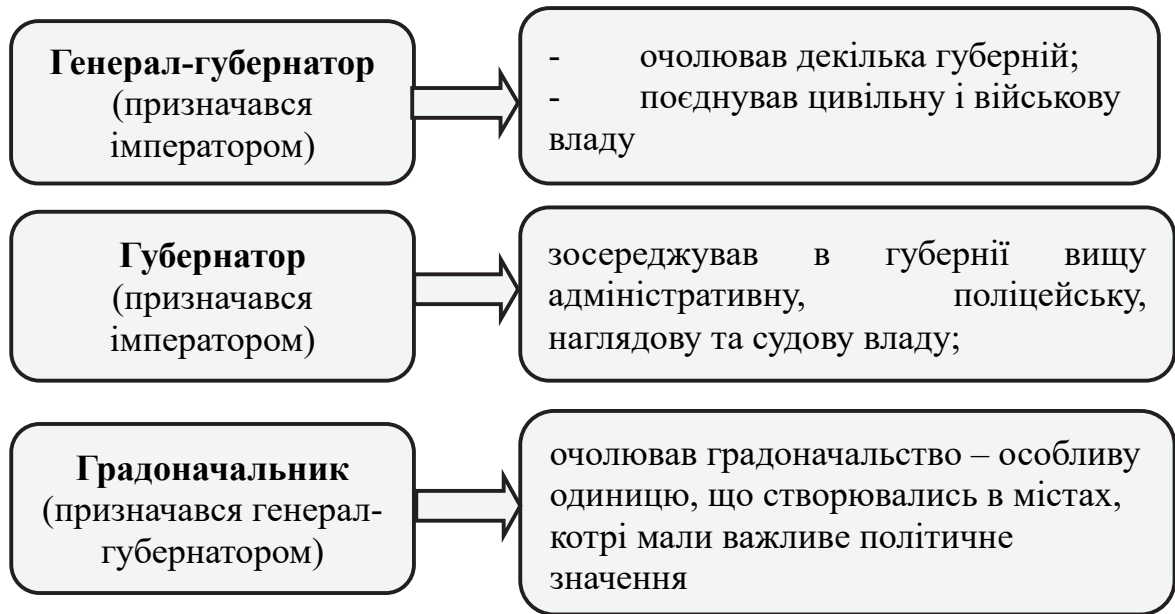 Генерал-губернатор
(призначався
імператором)
- очолював декілька губерній;
- поєднував цивільну і військову
владу
Губернатор
(призначався
імператором)
зосереджував в губернії вищу
адміністративну, поліцейську,
наглядову та судову владу;
Градоначальник
(призначався генерал-
губернатором)
очолював градоначальство – особливу
одиницю, що створювались в містах,
котрі мали важливе політичне
значення